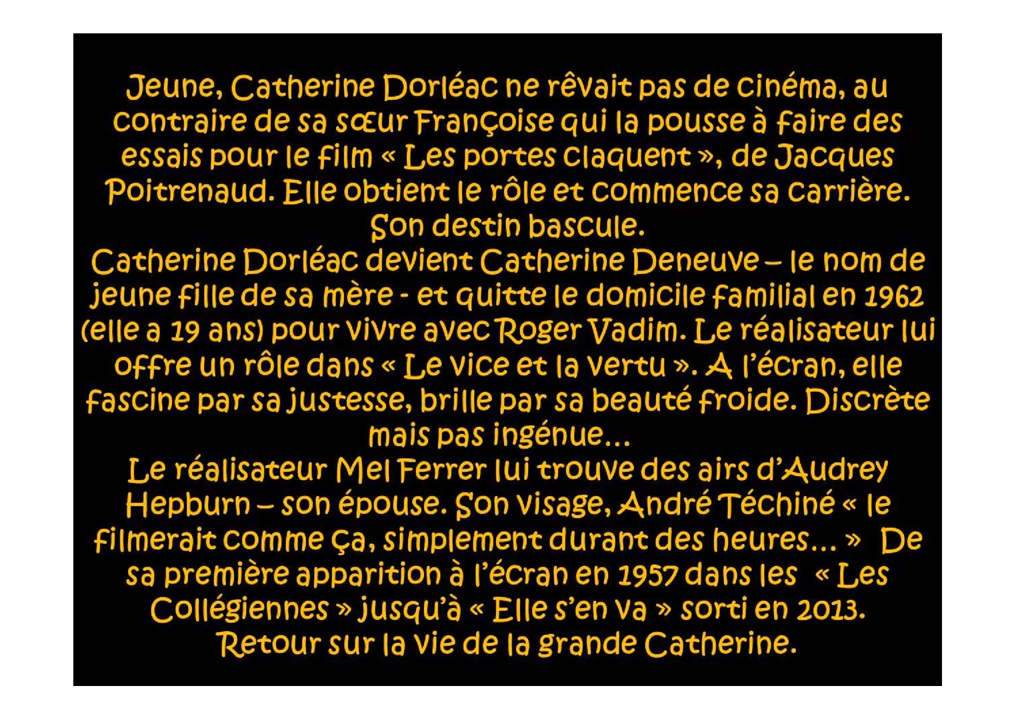 Jeune, Catherine Dorléac ne rêvait pas de cinéma, au
contraire de sa sœur Françoise qui la pousse à faire des
essais pour le film « Les portes claquent », de Jacques
Poitrenaud. Elle obtient le rôle et commence sa carrière.
Son destin bascule.
Catherine Dorléac devient Catherine Deneuve – le nom de
jeune fille de sa mère - et quitte le domicile familial en 1962
(elle a 19 ans) pour vivre avec Roger Vadim. Le réalisateur lui
offre un rôle dans « Le vice et la vertu ». A l’écran, elle
fascine par sa justesse, brille par sa beauté froide. Discrète
mais pas ingénue…
Le réalisateur Mel Ferrer lui trouve des airs d’Audrey
Hepburn – son épouse. Son visage, André Téchiné « le
filmerait comme ça, simplement durant des heures… » De
sa première apparition à l’écran en 1957 dans les « Les
Collégiennes » jusqu’à « Elle s’en va » sorti en 2013.
Retour sur la vie de la grande Catherine.